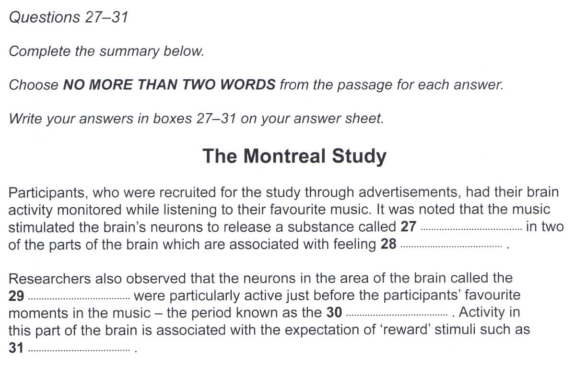 Questions 27–31
Complete the summary below.
Choose NO MORE THAN TWO WORDS from the passage for each answer.
Write your answers in boxes 27–31 on your answer sheet.
The Montreal Study
Participants, who were recruited for the study through advertisements, had their brain
activity monitored while listening to their favourite music. It was noted that the music
stimulated the brain's neurons to release a substance called 27 .................................. in two
of the parts of the brain which are associated with feeling 28 .................................. .
Researchers also observed that the neurons in the area of the brain called the
29 .................................. were particularly active just before the participants' favourite
moments in the music – the period known as the 30 .................................. . Activity in
this part of the brain is associated with the expectation of 'reward' stimuli such as
31 .................................. .